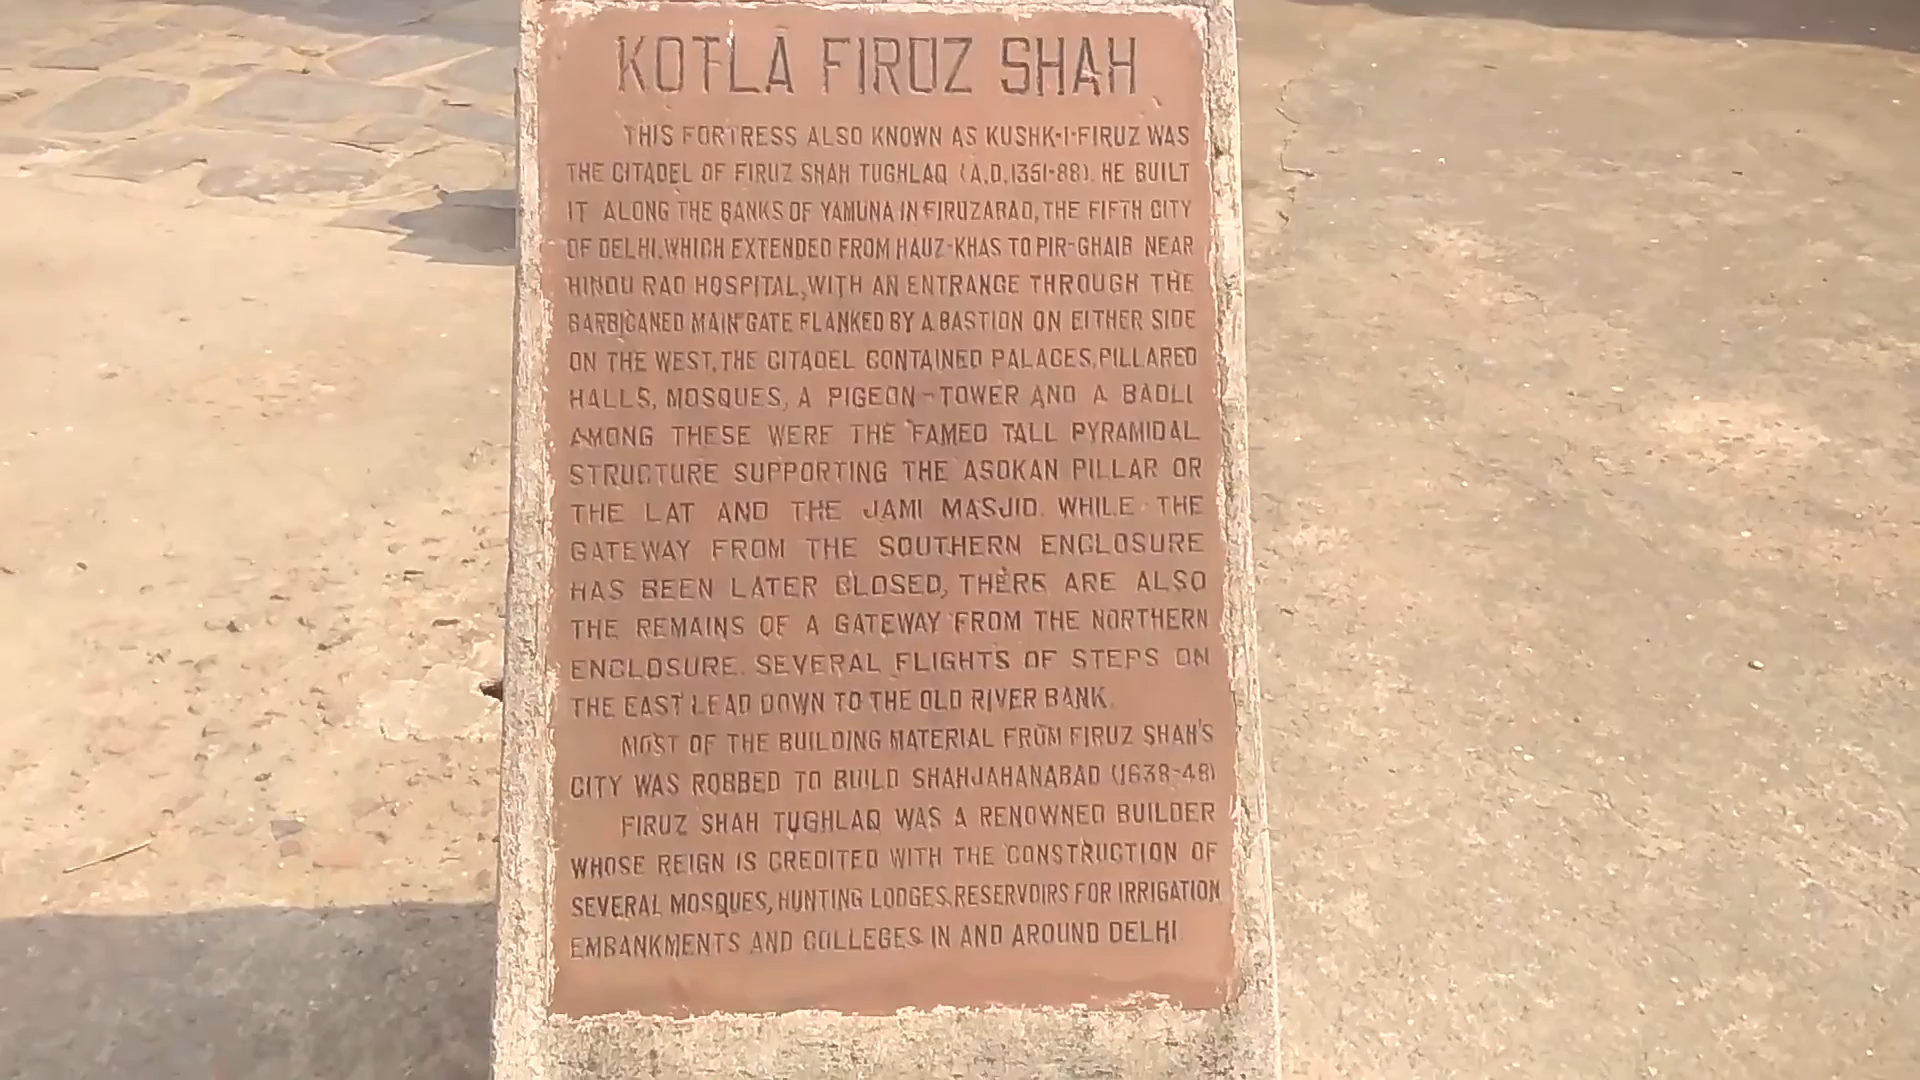 KOTLA FIRUZ SHAH
THIS FORTRESS ALSO KNOWN AS KUSHK-I-FIRUZ WAS
THE CITADEL OF FIRUZ SHAH TUGHLAQ (A.D.1351-88). HE BUILT
IT ALONG THE BANKS OF YAMUNA IN FIRUZABAD, THE FIFTH CITY
OF DELHI, WHICH EXTENDED FROM HAUZ-KHAS TO PIR-GHAIB NEAR
HINDU RAO HOSPITAL, WITH AN ENTRANCE THROUGH THE
BARBICANED MAIN GATE FLANKED BY A BASTION ON EITHER SIDE
ON THE WEST, THE CITADEL CONTAINED PALACES, PILLARED
HALLS, MOSQUES, A PIGEON-TOWER AND A BAOLI
AMONG THESE WERE THE FAMED TALL PYRAMIDAL
STRUCTURE SUPPORTING THE ASOKAN PILLAR OR
THE LAT AND THE JAMI MASJID. WHILE THE
GATEWAY FROM THE SOUTHERN ENCLOSURE
HAS BEEN LATER CLOSED, THERE ARE ALSO
THE REMAINS OF A GATEWAY FROM THE NORTHERN
ENCLOSURE. SEVERAL FLIGHTS OF STEPS ON
THE EAST LEAD DOWN TO THE OLD RIVER BANK.
MOST OF THE BUILDING MATERIAL FROM FIRUZ SHAH'S
CITY WAS ROBBED TO BUILD SHAHJAHANABAD (1638-48)
FIRUZ SHAH TUGHLAQ WAS A RENOWNED BUILDER
WHOSE REIGN IS CREDITED WITH THE CONSTRUCTION OF
SEVERAL MOSQUES, HUNTING LODGES, RESERVOIRS FOR IRRIGATION
EMBANKMENTS AND COLLEGES IN AND AROUND DELHI